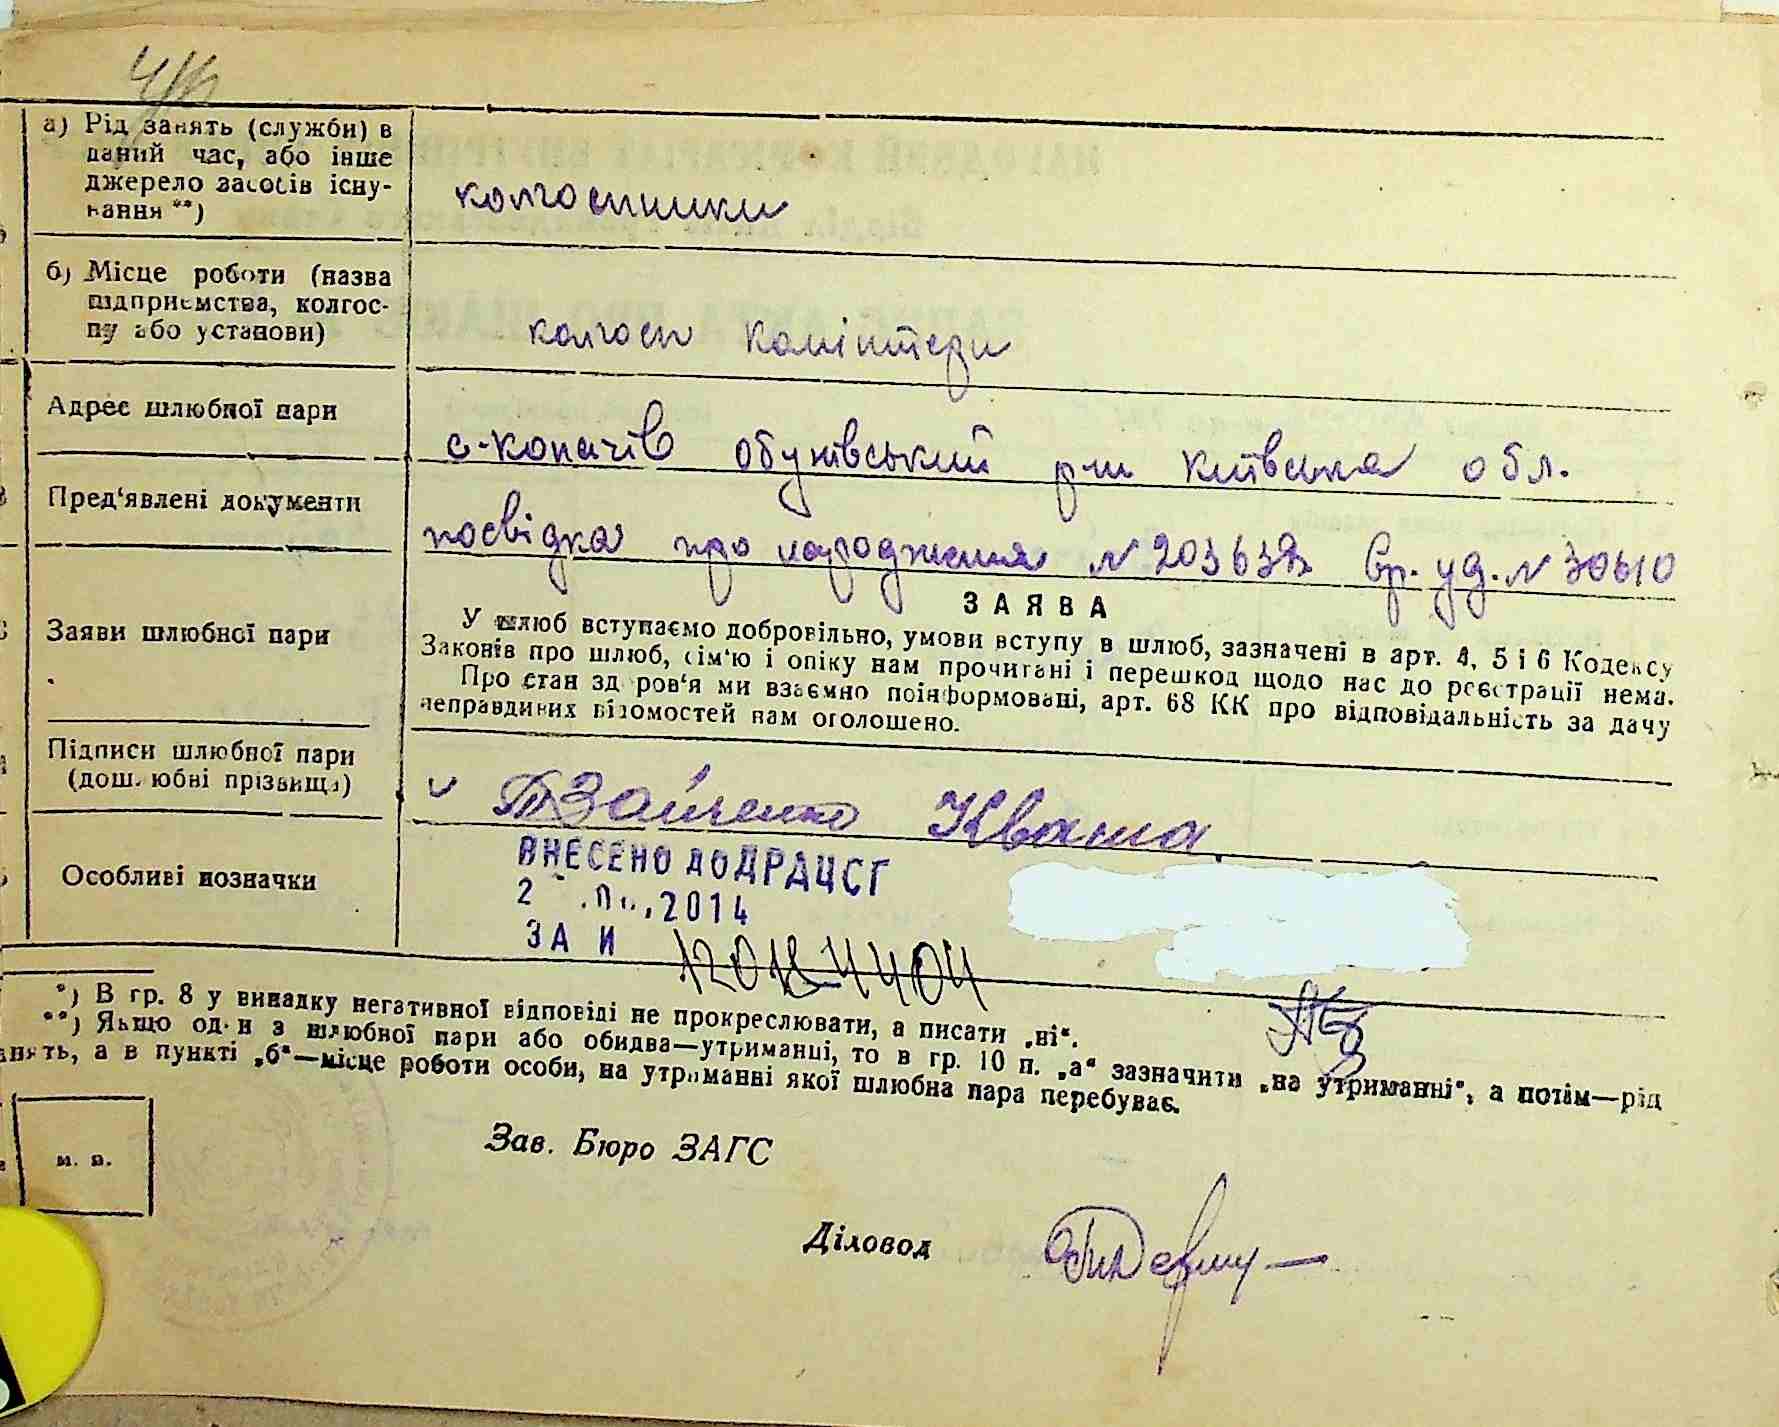 а) Рід занять (служби) в
даний час, або інше
джерело засобів існу-
вання **)
колгоспники
б) Місце роботи (назва
підприємства, колгос-
пу або установи)
колгосп Комінтерн
Адрес шлюбної пари
с-Копачів Обухівський р-н Київська обл.
Пред'явлені документи
посвідка про народження N 203632 вр. уд. N 30610
ЗАЯВА
Заяви шлюбної пари
У шлюб вступаємо добровільно, умови вступу в шлюб, зазначені в арт. 4, 5 і 6 Кодексу
Законів про шлюб, сім'ю і опіку нам прочитані і перешкод щодо нас до реєстрації нема.
Про стан здоров'я ми взаємно поінформовані, арт. 68 КК про відповідальність за дачу
неправдивих відомостей нам оголошено.
Підписи шлюбної пари
(дошлюбні прізвища)
Зайченко Кваша
Особливі позначки
ВНЕСЕНО ДО ДРАЦСГ
2014
ЗА И
*) В гр. 8 у випадку негативної відповіді не прокреслювати, а писати „ні“.
**) Якщо один з шлюбної пари або обидва—утриманці, то в гр. 10 п. „а“ зазначити „на утриманні“, а потім—рід
занять, а в пункті „б“—місце роботи особи, на утриманні якої шлюбна пара перебуває.
м. п.
Зав. Бюро ЗАГС
Діловод